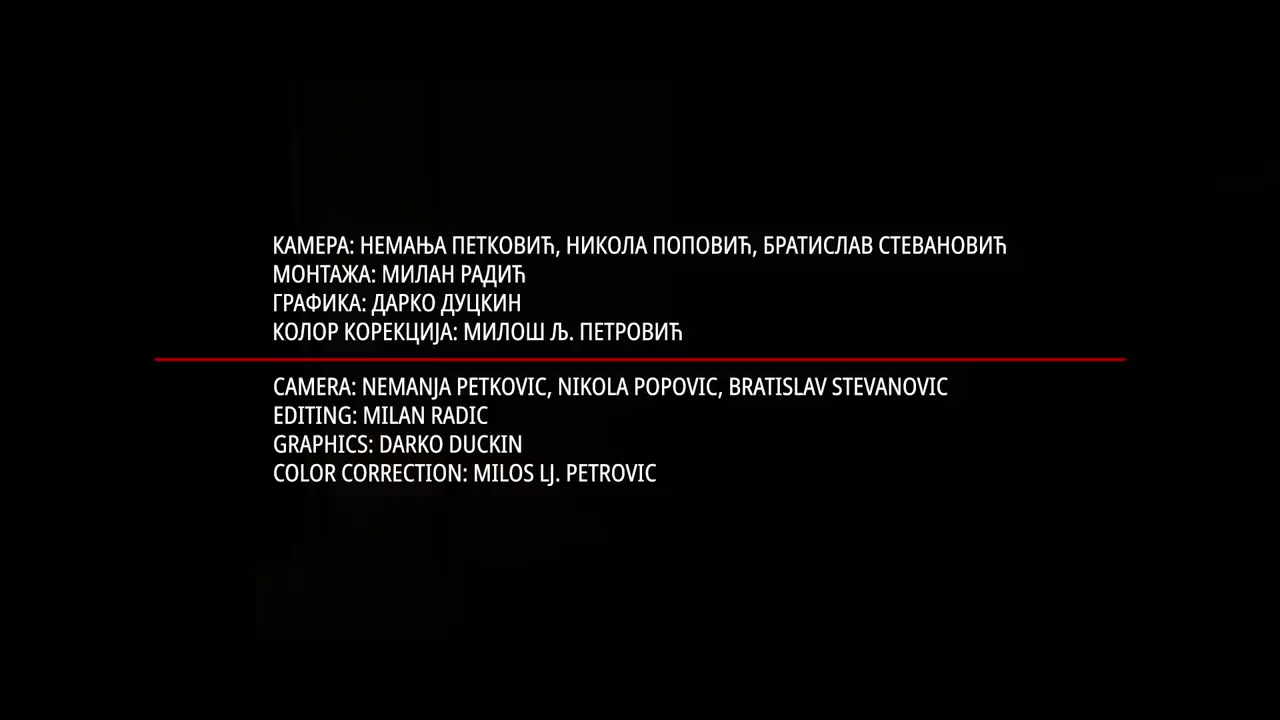 КАМЕРА: НЕМАЊА ПЕТКОВИЋ, НИКОЛА ПОПОВИЋ, БРАТИСЛАВ СТЕВАНОВИЋ
МОНТАЖА: МИЛАН РАДИЋ
ГРАФИКА: ДАРКО ДУЦКИН
КОЛОР КОРЕКЦИЈА: МИЛОШ Љ. ПЕТРОВИЋ
CAMERA: NEMANJA PETKOVIC, NIKOLA POPOVIC, BRATISLAV STEVANOVIC
EDITING: MILAN RADIC
GRAPHICS: DARKO DUCKIN
COLOR CORRECTION: MILOS LJ. PETROVIC